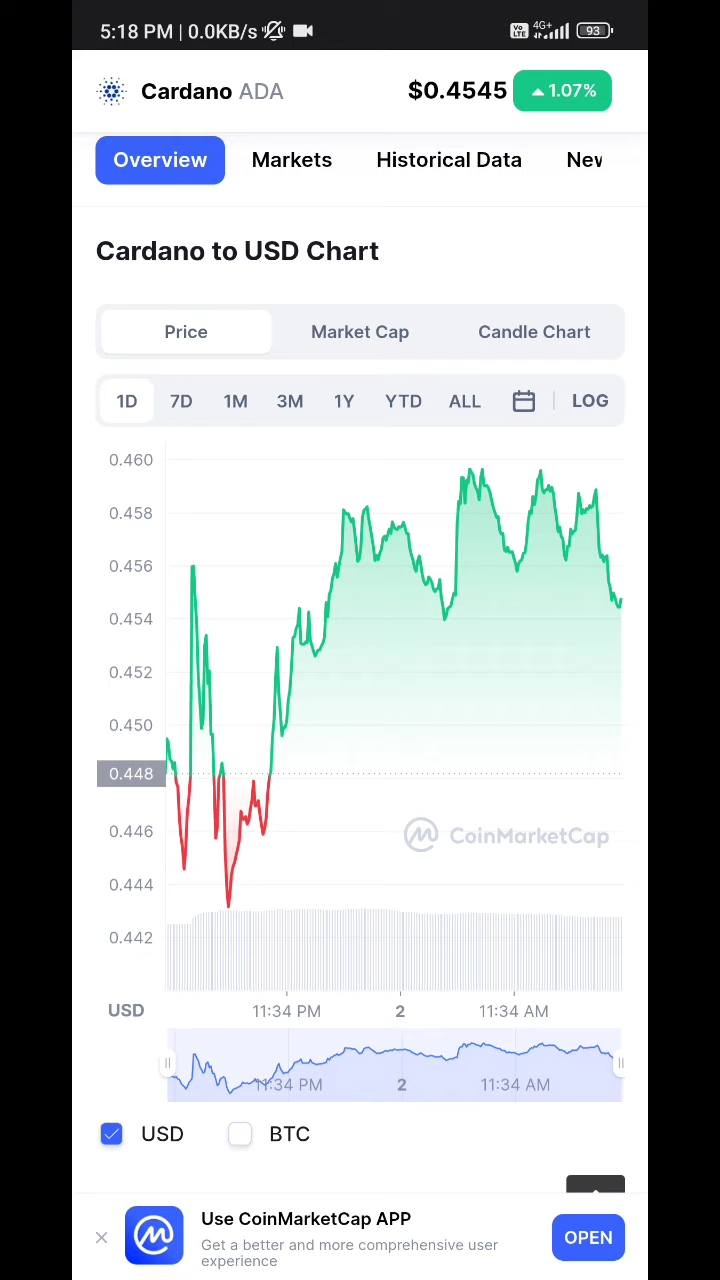 5:18 PM | 0.0KB/s
Vo LTE 4G+ 93
Cardano ADA $0.4545 1.07%
Overview Markets Historical Data Nev
Cardano to USD Chart
Price Market Cap Candle Chart
1D 7D 1M 3M 1Y YTD ALL LOG
0.460
0.458
0.456
0.454
0.452
0.450
0.448
0.446
CoinMarketCap
0.444
0.442
USD 11:34 PM 2 11:34 AM
11:34 PM 2 11:34 AM
USD BTC
Use CoinMarketCap APP
Get a better and more comprehensive user
experience
OPEN